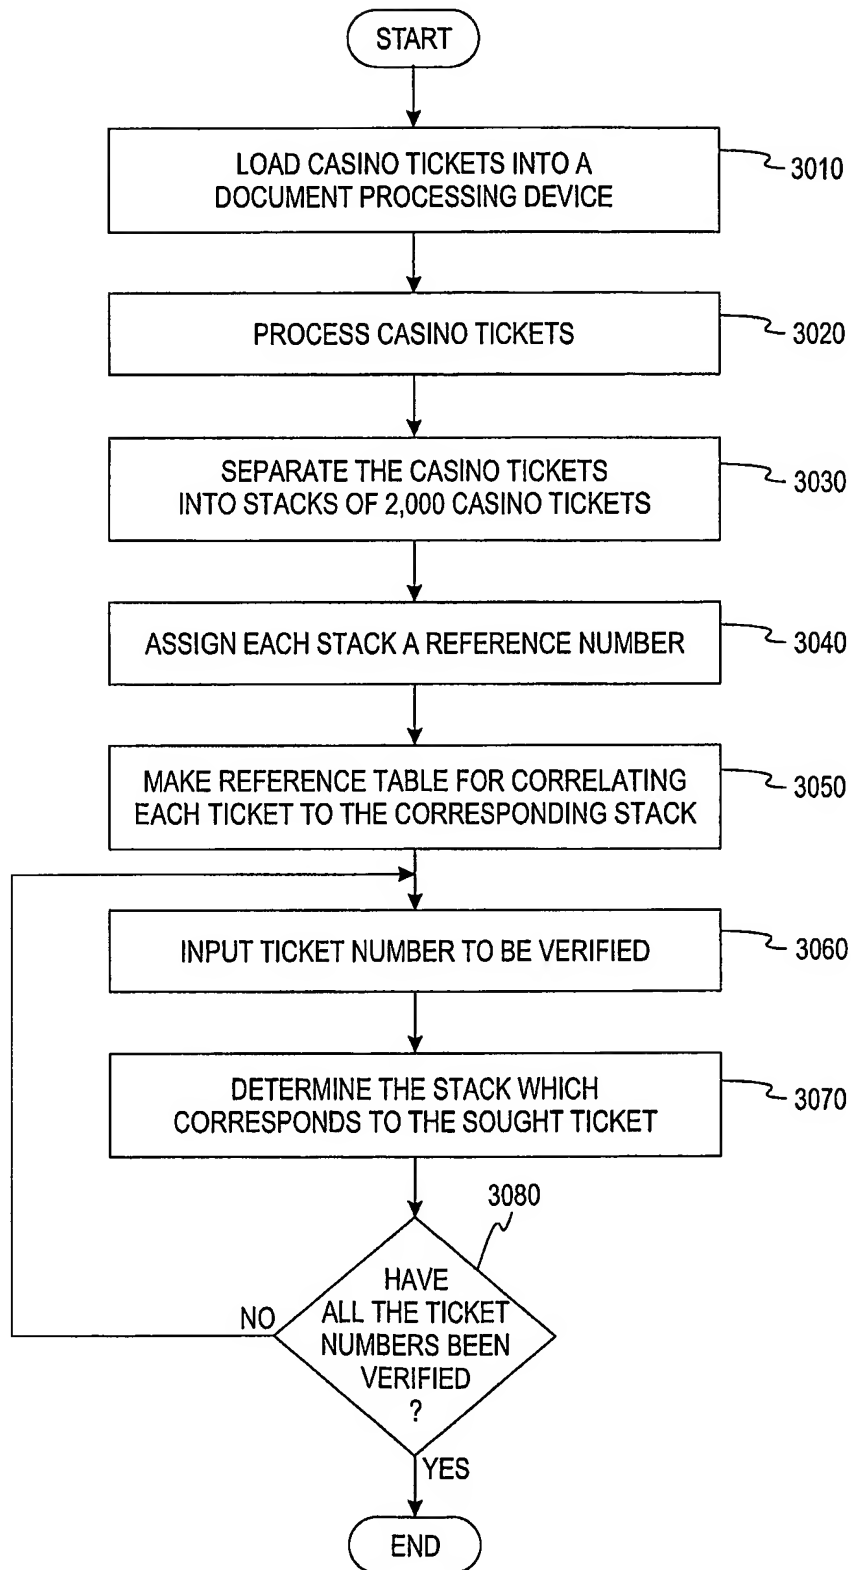 START
LOAD CASINO TICKETS INTO A
DOCUMENT PROCESSING DEVICE
3010
PROCESS CASINO TICKETS
3020
SEPARATE THE CASINO TICKETS
INTO STACKS OF 2,000 CASINO TICKETS
3030
ASSIGN EACH STACK A REFERENCE NUMBER
3040
MAKE REFERENCE TABLE FOR CORRELATING
EACH TICKET TO THE CORRESPONDING STACK
3050
INPUT TICKET NUMBER TO BE VERIFIED
3060
DETERMINE THE STACK WHICH
CORRESPONDS TO THE SOUGHT TICKET
3070
3080
HAVE
ALL THE TICKET
NUMBERS BEEN
VERIFIED
?
NO
YES
END